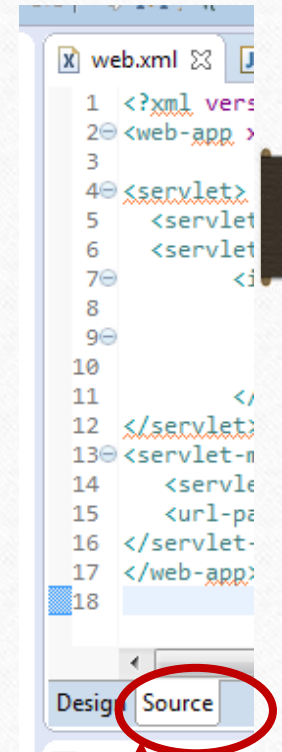 web.xml
1 <?xml vers
2 <web-app x
3
4 <servlet>
5 <servlet
6 <servlet
7 <i
8
9
10
11 </
12 </servlet>
13 <servlet-m
14 <servle
15 <url-pa
16 </servlet-
17 </web-app>
18
Design Source